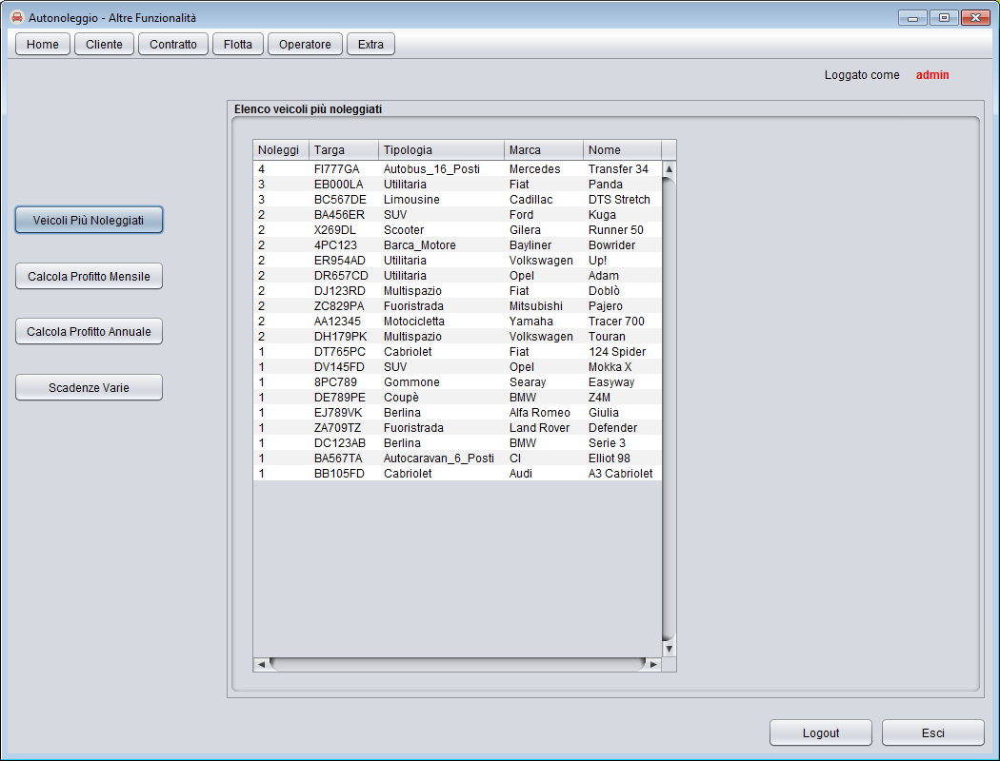 Autonoleggio - Altre Funzionalità
Home Cliente Contratto Flotta Operatore Extra
Loggato come admin
Elenco veicoli più noleggiati
Noleggi Targa Tipologia Marca Nome
4 FI777GA Autobus_16_Posti Mercedes Transfer 34
3 EB000LA Utilitaria Fiat Panda
3 BC567DE Limousine Cadillac DTS Stretch
2 BA456ER SUV Ford Kuga
2 X269DL Scooter Gilera Runner 50
2 4PC123 Barca_Motore Bayliner Bowrider
2 ER954AD Utilitaria Volkswagen Up!
2 DR657CD Utilitaria Opel Adam
2 DJ123RD Multispazio Fiat Doblò
2 ZC829PA Fuoristrada Mitsubishi Pajero
2 AA12345 Motocicletta Yamaha Tracer 700
2 DH179PK Multispazio Volkswagen Touran
1 DT765PC Cabriolet Fiat 124 Spider
1 DV145FD SUV Opel Mokka X
1 8PC789 Gommone Searay Easyway
1 DE789PE Coupè BMW Z4M
1 EJ789VK Berlina Alfa Romeo Giulia
1 ZA709TZ Fuoristrada Land Rover Defender
1 DC123AB Berlina BMW Serie 3
1 BA567TA Autocaravan_6_Posti CI Elliot 98
1 BB105FD Cabriolet Audi A3 Cabriolet
Veicoli Più Noleggiati
Calcola Profitto Mensile
Calcola Profitto Annuale
Scadenze Varie
Logout Esci